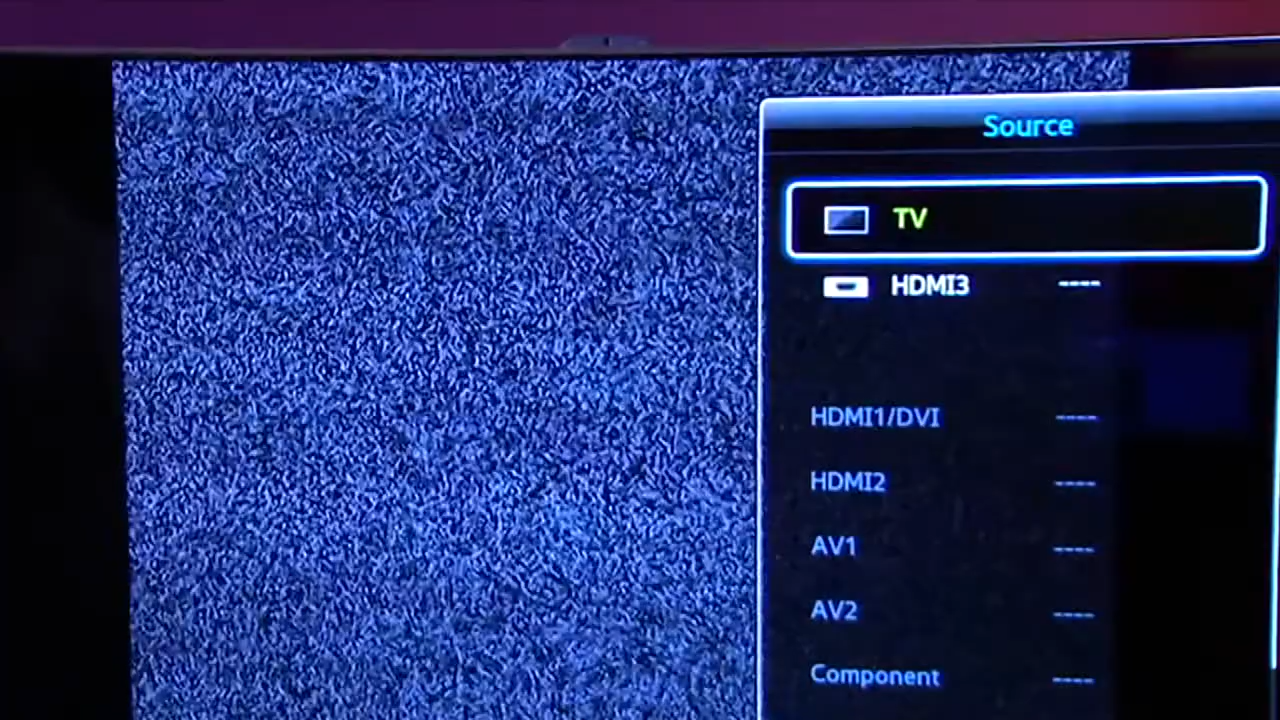 Source
TV
HDMI3 ----
HDMI1/DVI ----
HDMI2 ----
AV1 ----
AV2 ----
Component ----